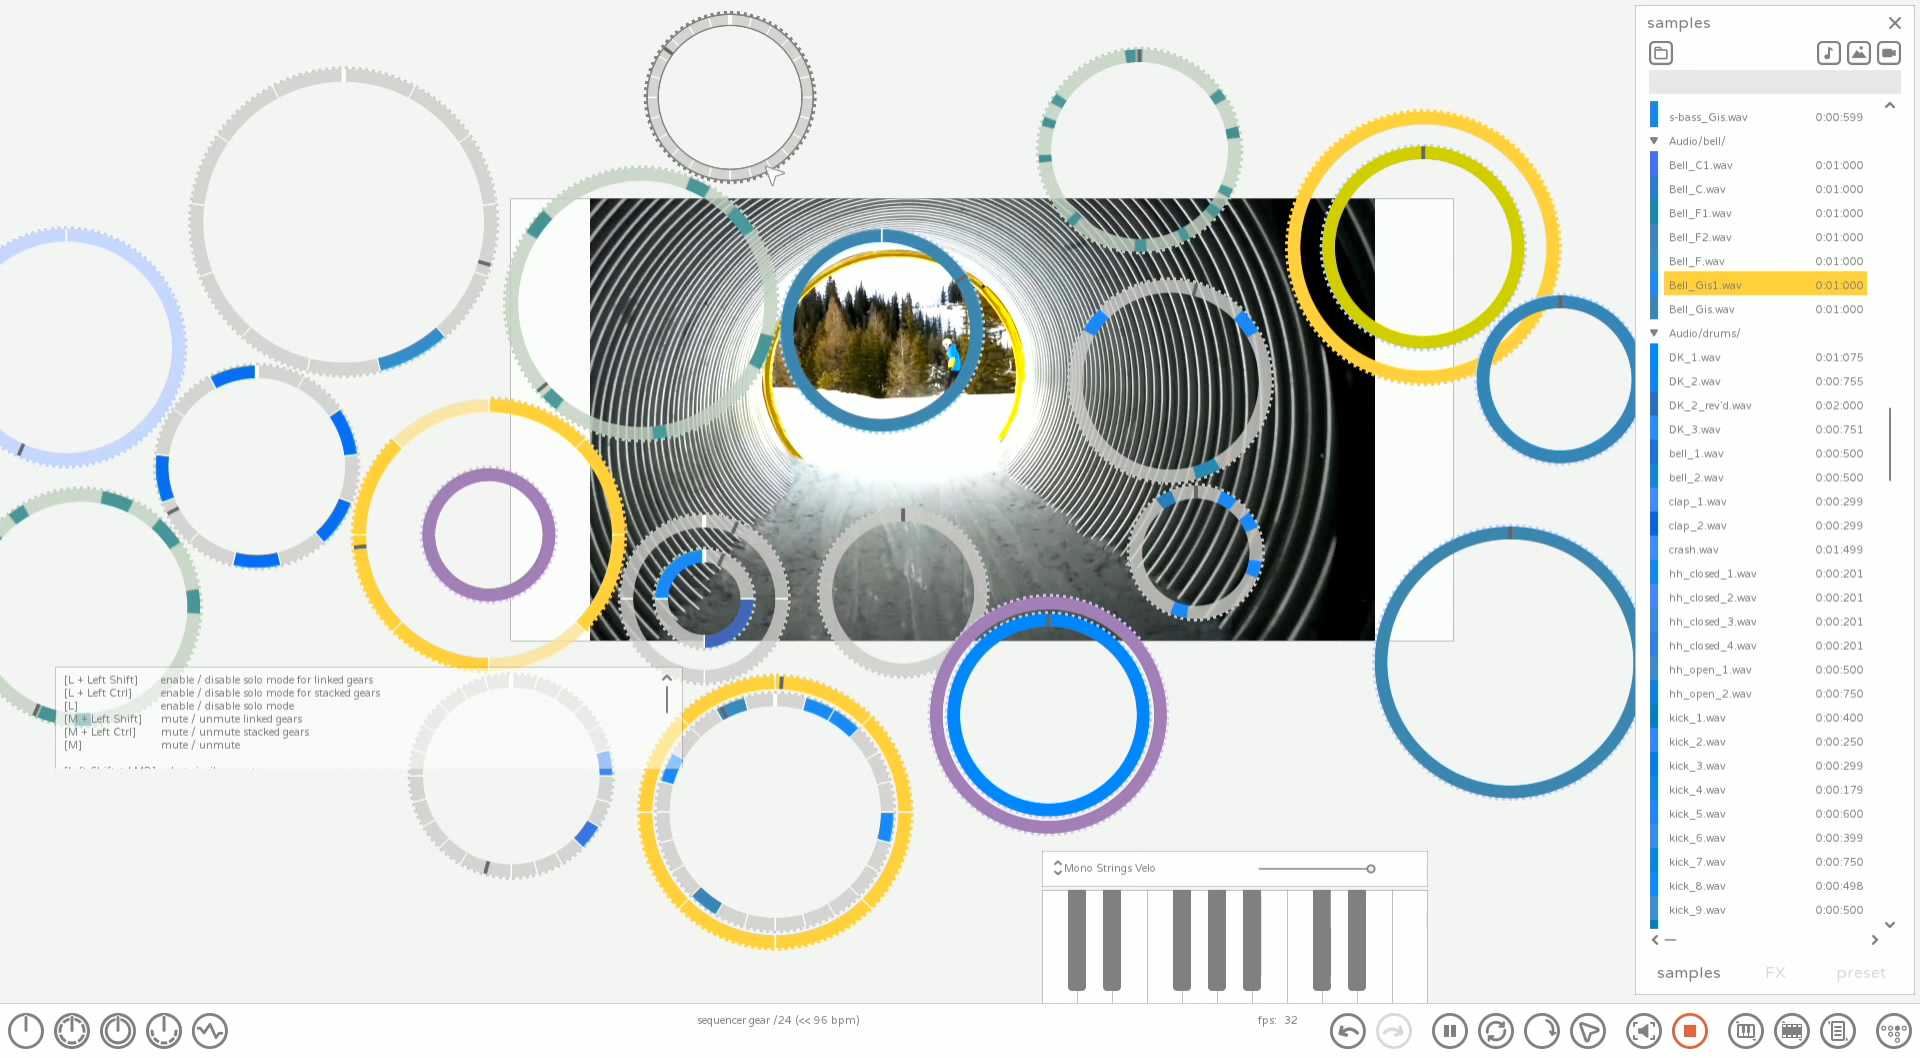 samples
s-bass_Gis.wav 0:00:599
Audio/bell/
Bell_C1.wav 0:01:000
Bell_C.wav 0:01:000
Bell_F1.wav 0:01:000
Bell_F2.wav 0:01:000
Bell_F.wav 0:01:000
Bell_Gis1.wav 0:01:000
Bell_Gis.wav 0:01:000
Audio/drums/
DK_1.wav 0:01:075
DK_2.wav 0:00:755
DK_2_rev'd.wav 0:02:000
DK_3.wav 0:00:751
bell_1.wav 0:00:500
bell_2.wav 0:00:500
clap_1.wav 0:00:299
clap_2.wav 0:00:299
crash.wav 0:01:499
hh_closed_1.wav 0:00:201
hh_closed_2.wav 0:00:201
hh_closed_3.wav 0:00:201
hh_closed_4.wav 0:00:201
hh_open_1.wav 0:00:500
hh_open_2.wav 0:00:750
kick_1.wav 0:00:400
kick_2.wav 0:00:250
kick_3.wav 0:00:299
kick_4.wav 0:00:179
kick_5.wav 0:00:600
kick_6.wav 0:00:399
kick_7.wav 0:00:750
kick_8.wav 0:00:498
kick_9.wav 0:00:500
samples FX preset
[L + Left Shift] enable / disable solo mode for linked gears
[L + Left Ctrl] enable / disable solo mode for stacked gears
[L] enable / disable solo mode
[M + Left Shift] mute / unmute linked gears
[M + Left Ctrl] mute / unmute stacked gears
[M] mute / unmute
Mono Strings Velo
sequencer gear /24 (<< 96 bpm)
fps: 32